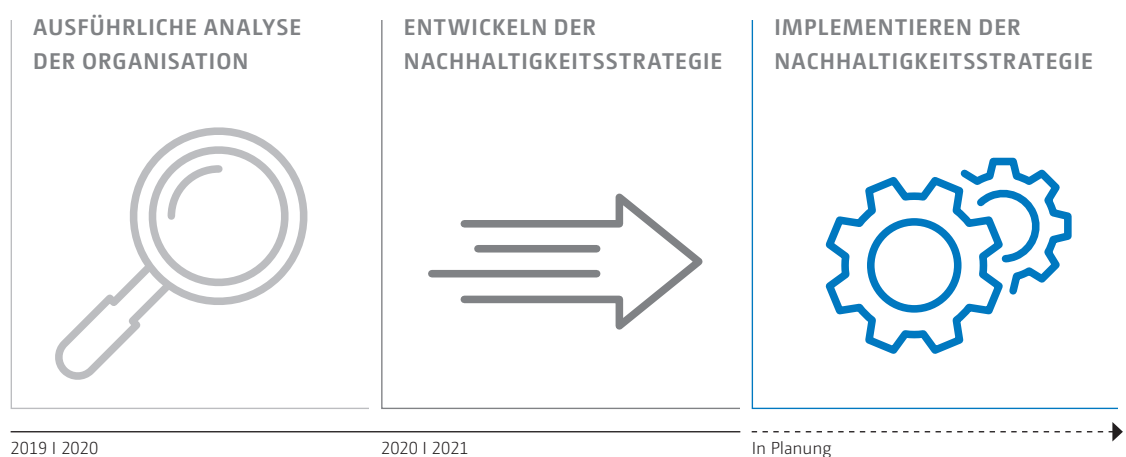 AUSFÜHRLICHE ANALYSE
DER ORGANISATION
ENTWICKELN DER
NACHHALTIGKEITSSTRATEGIE
IMPLEMENTIEREN DER
NACHHALTIGKEITSSTRATEGIE
2019 I 2020
2020 I 2021
In Planung